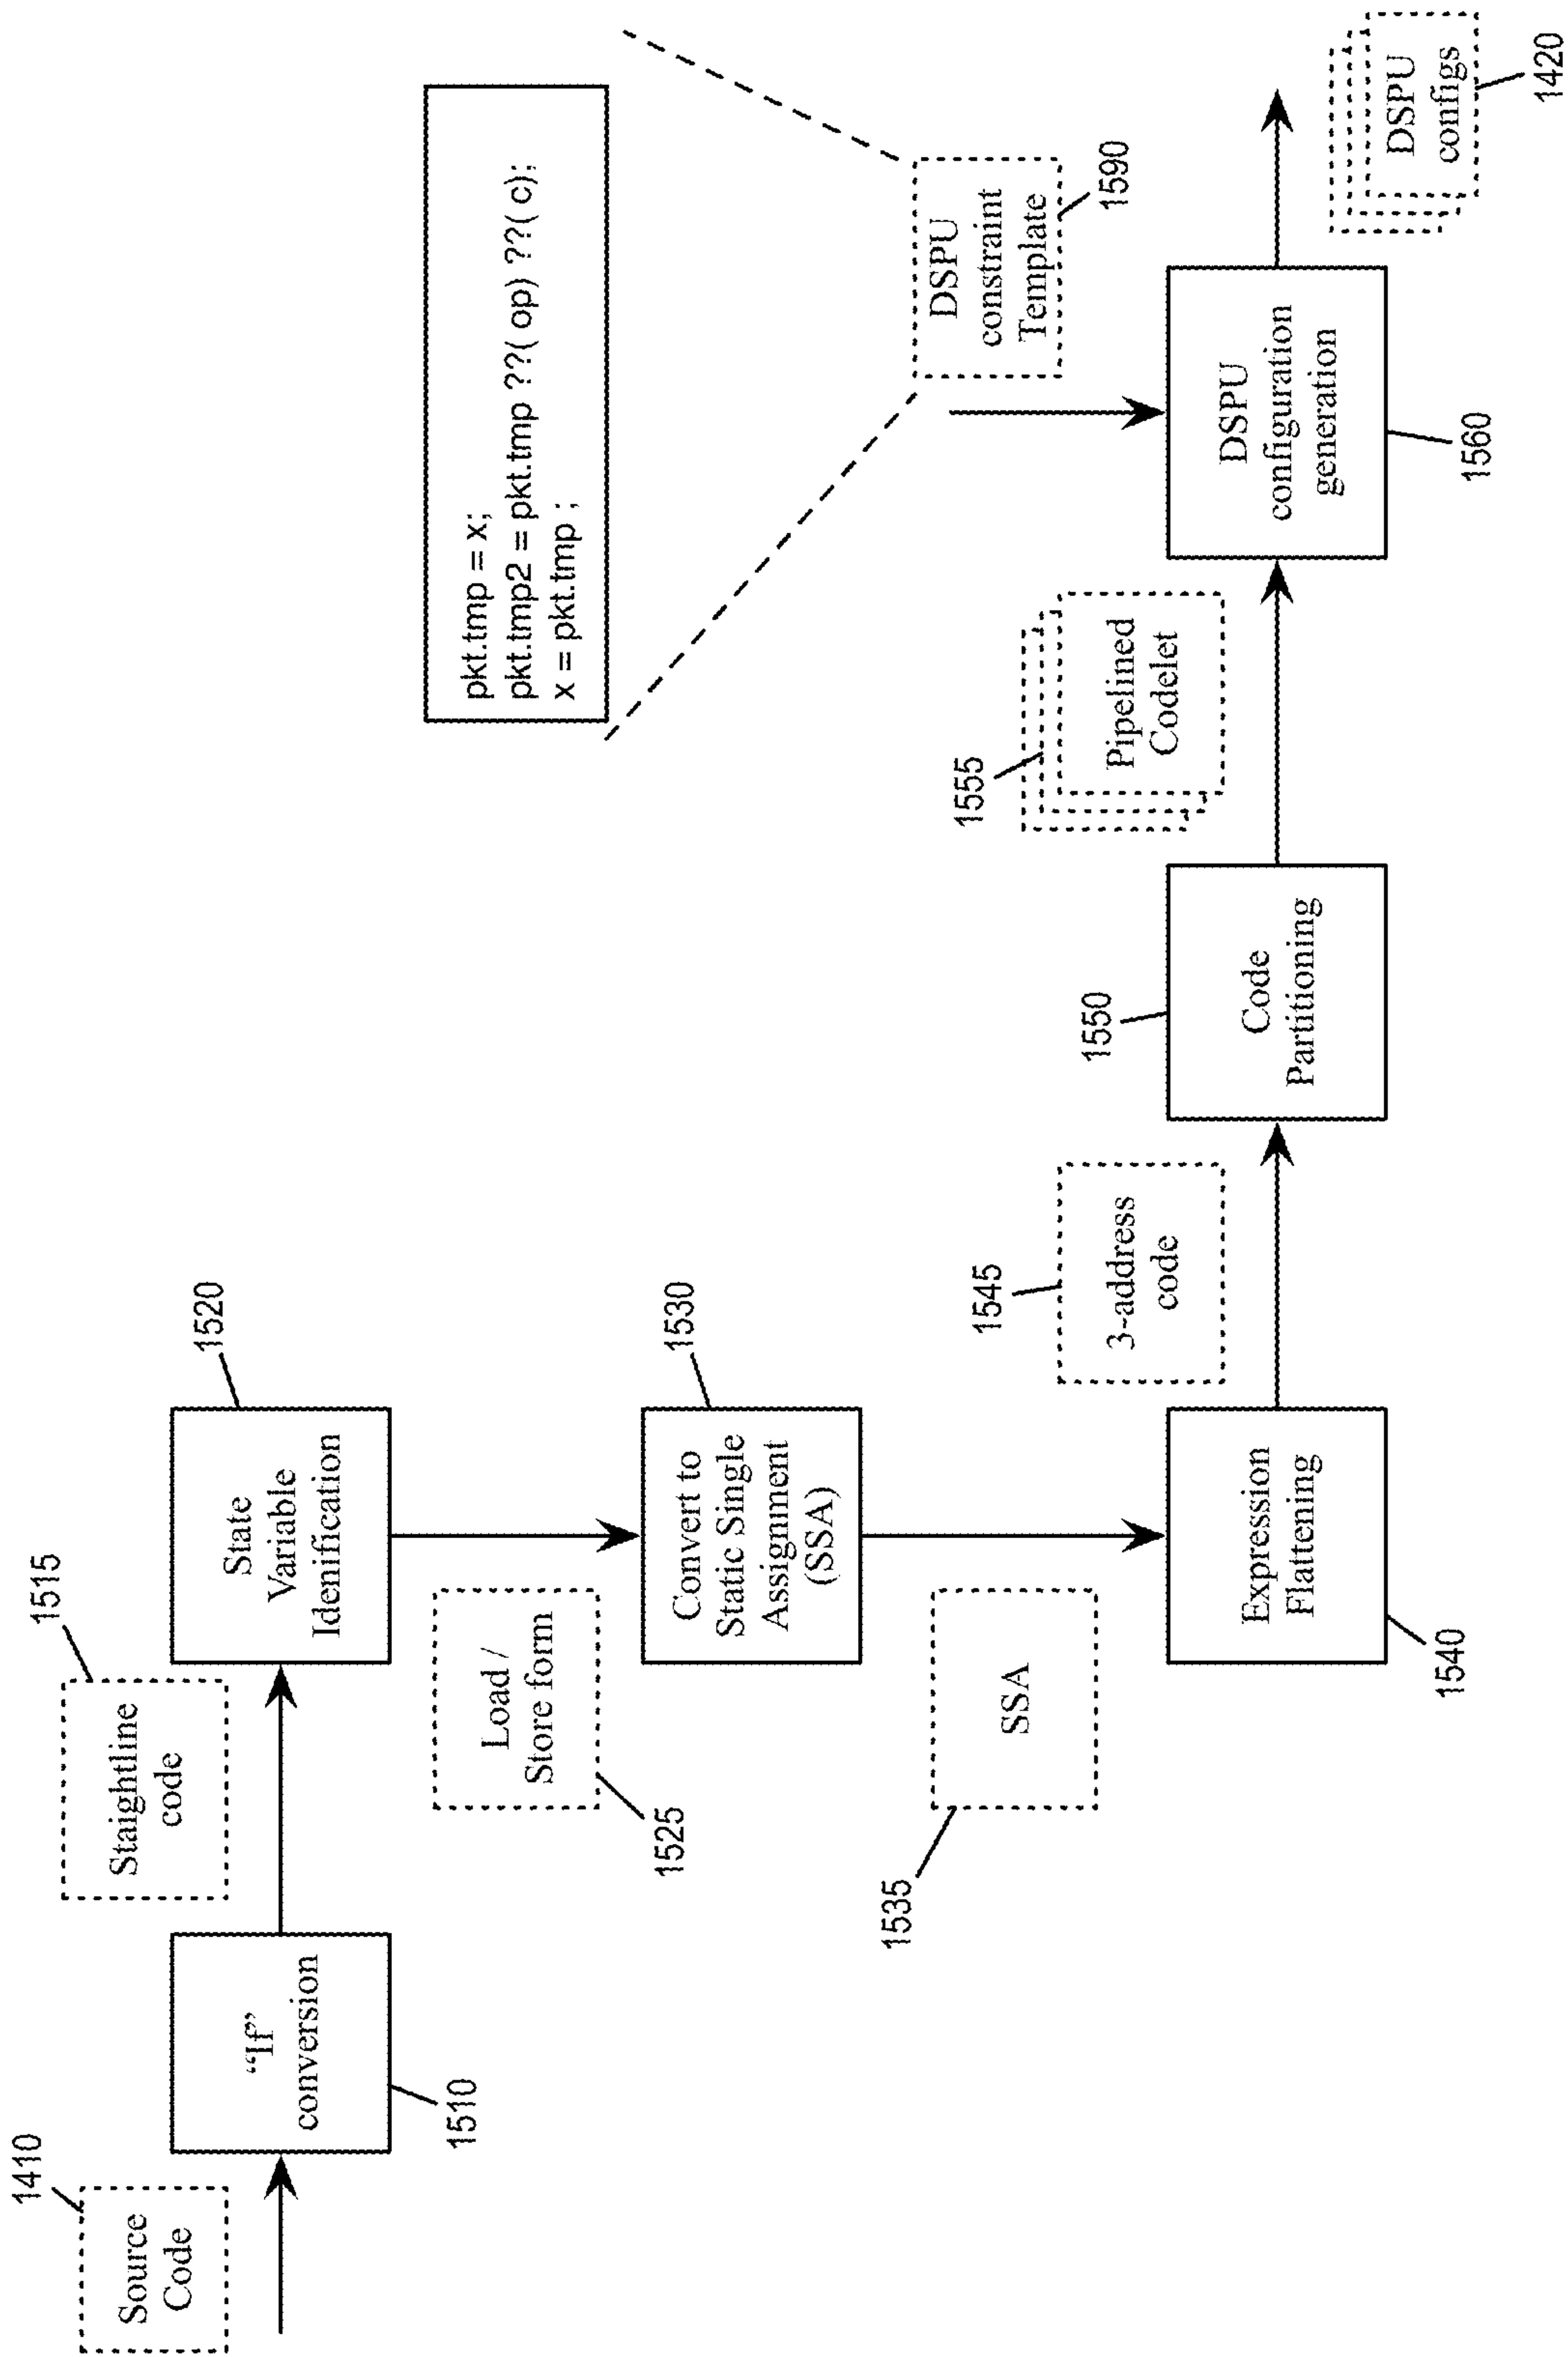 1410
Source
Code
"If"
conversion
1510
1515
Staightline
code
State
Variable
Idenification
1520
Load /
Store form
1525
Convert to
Static Single
Assignment
(SSA)
1530
SSA
1535
Expression
Flattening
1540
1545
3-address
code
1550
Code
Partitioning
1555
Pipelined
Codelet
DSPU
configuration
generation
1560
pkt.tmp = x;
pkt.tmp2 = pkt.tmp ??( op) ??( c);
x = pkt.tmp ;
DSPU
constraint
Template
1590
DSPU
configs
1420